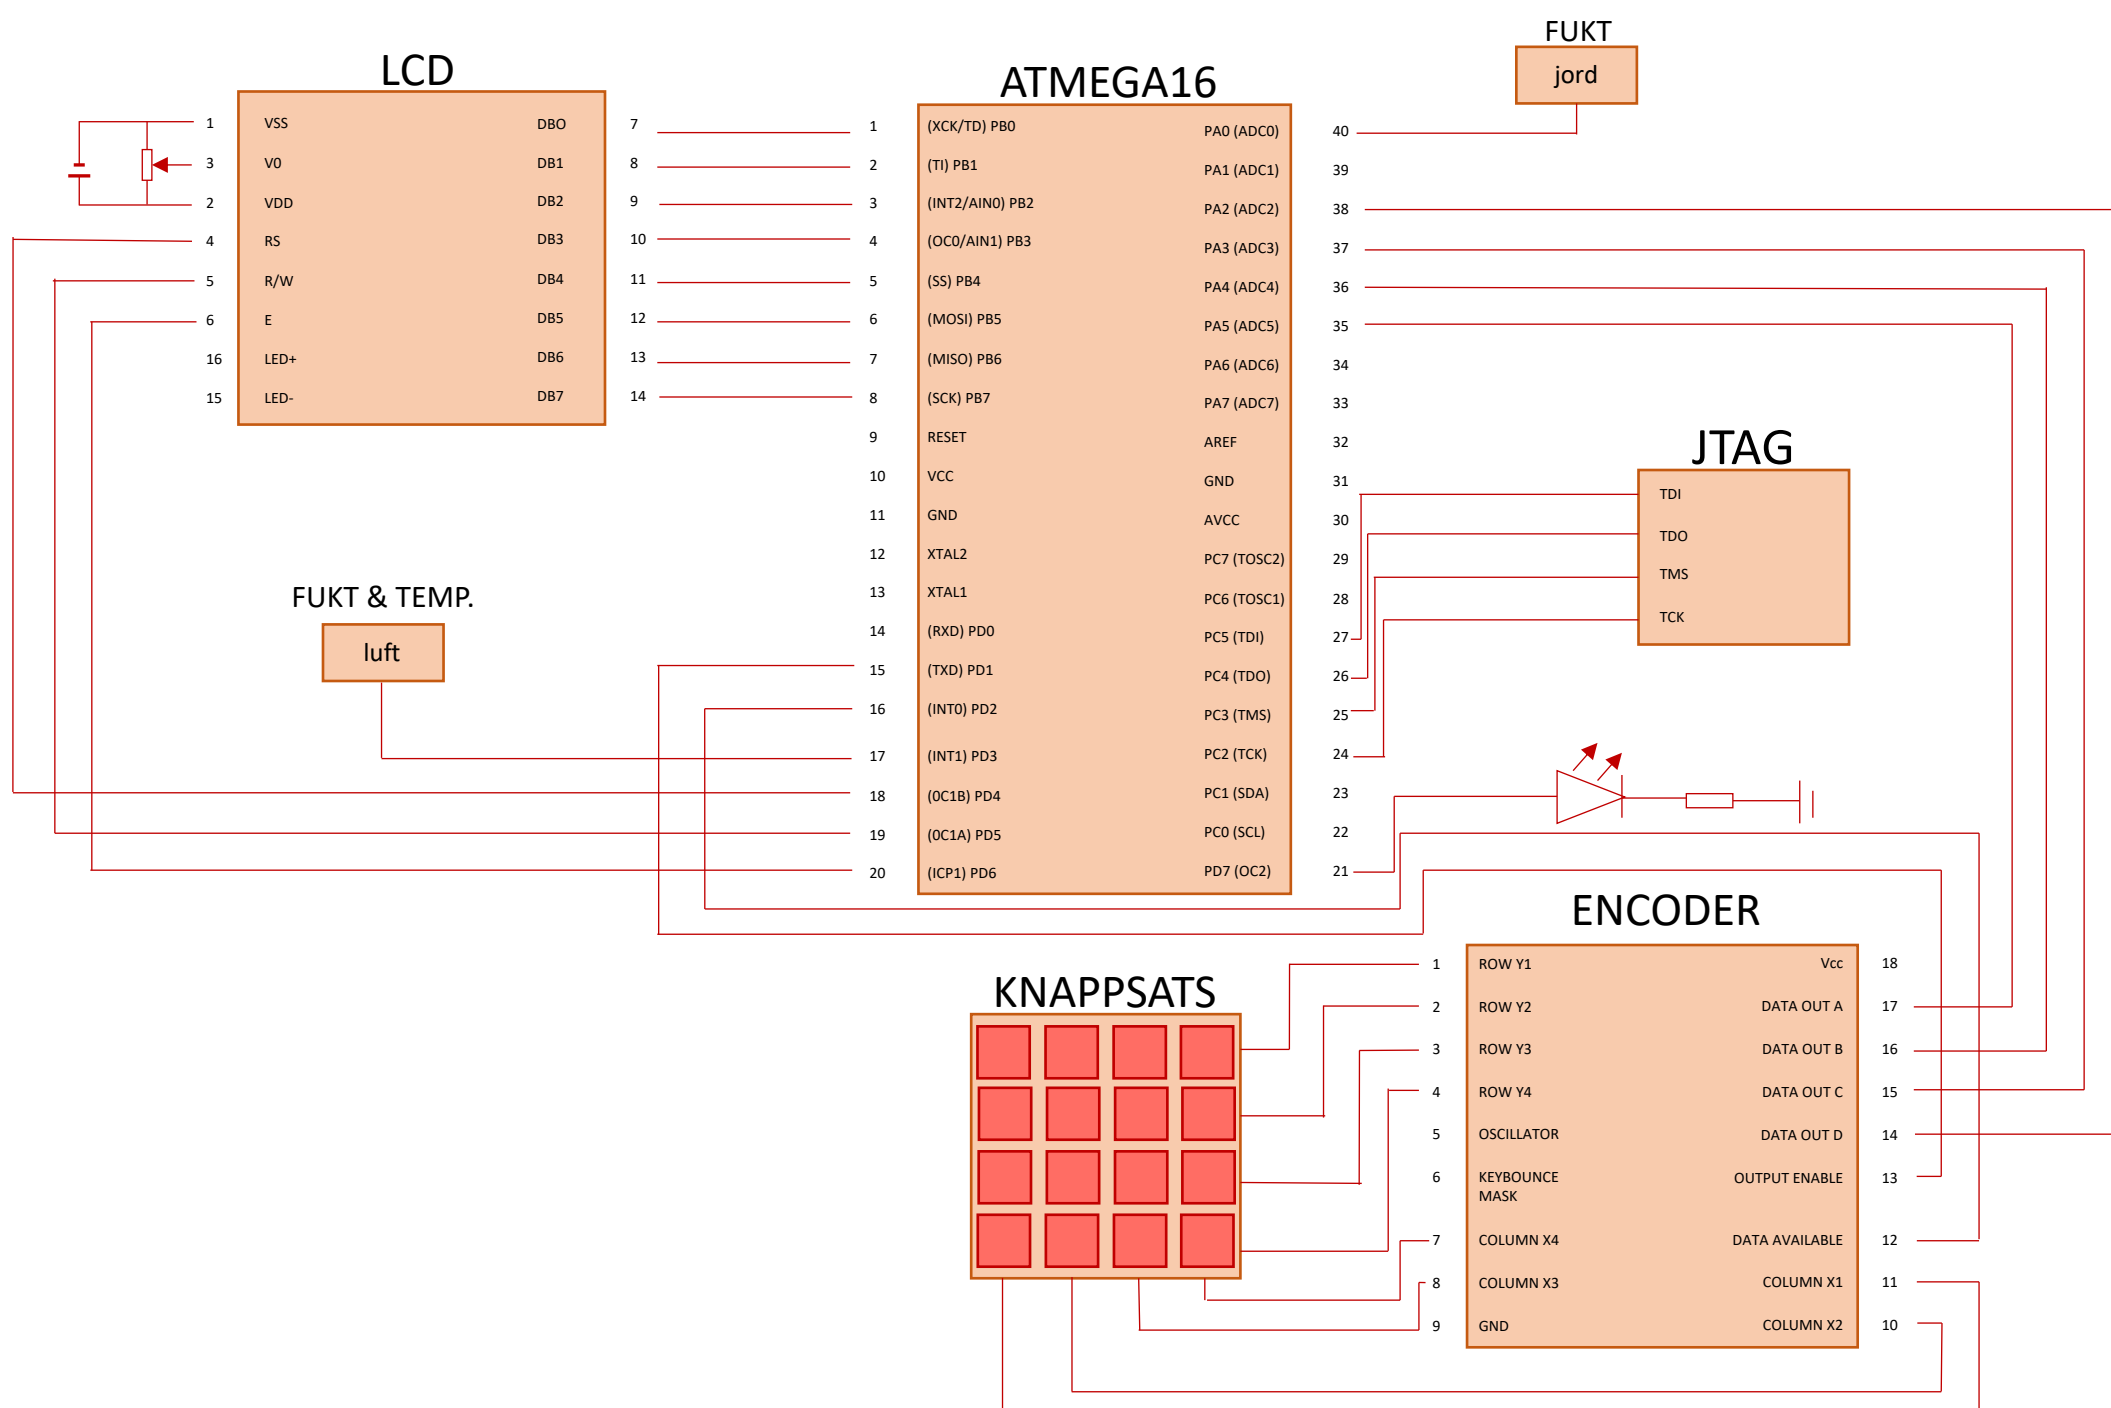 LCD
1 VSS DBO 7
3 V0 DB1 8
2 VDD DB2 9
4 RS DB3 10
5 R/W DB4 11
6 E DB5 12
16 LED+ DB6 13
15 LED- DB7 14
ATMEGA16
1 (XCK/TD) PB0 PA0 (ADC0) 40
2 (TI) PB1 PA1 (ADC1) 39
3 (INT2/AIN0) PB2 PA2 (ADC2) 38
4 (OC0/AIN1) PB3 PA3 (ADC3) 37
5 (SS) PB4 PA4 (ADC4) 36
6 (MOSI) PB5 PA5 (ADC5) 35
7 (MISO) PB6 PA6 (ADC6) 34
8 (SCK) PB7 PA7 (ADC7) 33
9 RESET AREF 32
10 VCC GND 31
11 GND AVCC 30
12 XTAL2 PC7 (TOSC2) 29
13 XTAL1 PC6 (TOSC1) 28
14 (RXD) PD0 PC5 (TDI) 27
15 (TXD) PD1 PC4 (TDO) 26
16 (INT0) PD2 PC3 (TMS) 25
17 (INT1) PD3 PC2 (TCK) 24
18 (0C1B) PD4 PC1 (SDA) 23
19 (0C1A) PD5 PC0 (SCL) 22
20 (ICP1) PD6 PD7 (OC2) 21
FUKT
jord
JTAG
TDI
TDO
TMS
TCK
FUKT & TEMP.
luft
KNAPPSATS
ENCODER
1 ROW Y1 Vcc 18
2 ROW Y2 DATA OUT A 17
3 ROW Y3 DATA OUT B 16
4 ROW Y4 DATA OUT C 15
5 OSCILLATOR DATA OUT D 14
6 KEYBOUNCE OUTPUT ENABLE 13
MASK
7 COLUMN X4 DATA AVAILABLE 12
8 COLUMN X3 COLUMN X1 11
9 GND COLUMN X2 10